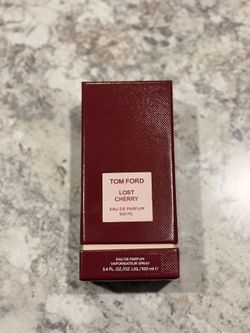 TOM FORD
LOST
CHERRY
EAU DE PARFUM
100 ML
EAU DE PARFUM
VAPORISATEUR SPRAY
3.4 FL.OZ./OZ.LIQ./100 ml ℮